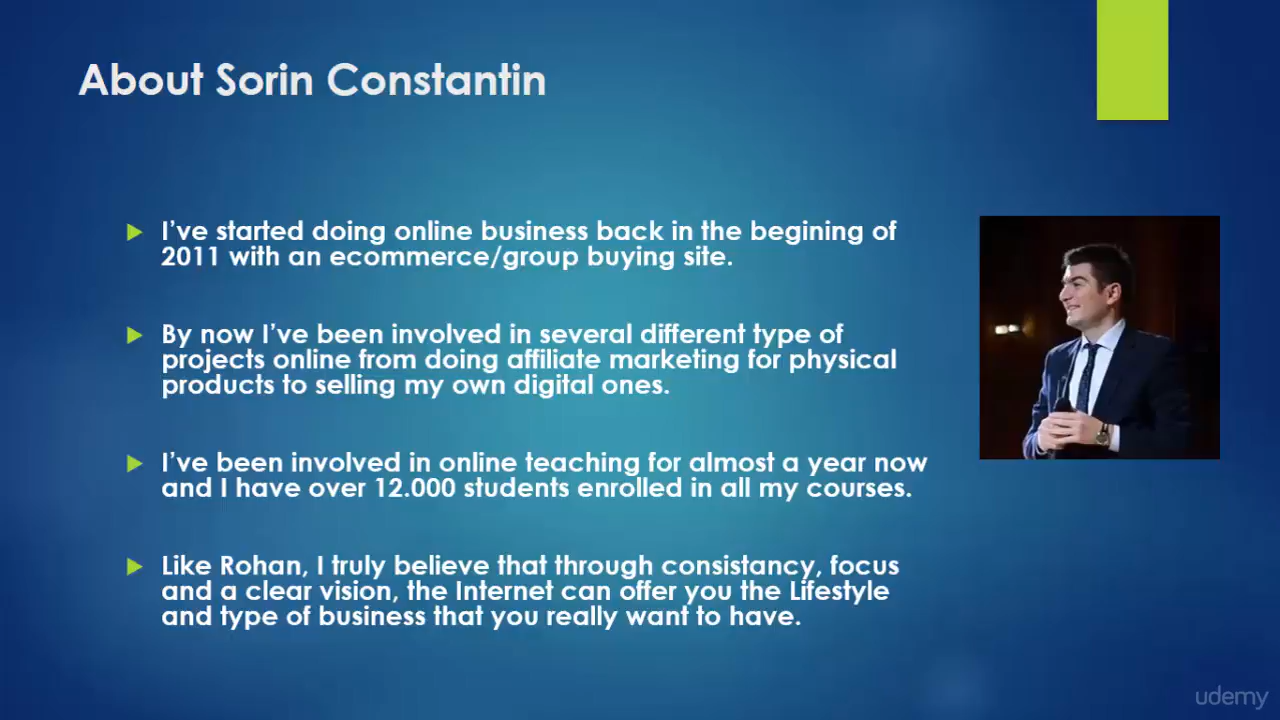 About Sorin Constantin
I've started doing online business back in the begining of
2011 with an ecommerce/group buying site.
By now I've been involved in several different type of
projects online from doing affiliate marketing for physical
products to selling my own digital ones.
I've been involved in online teaching for almost a year now
and I have over 12.000 students enrolled in all my courses.
Like Rohan, I truly believe that through consistancy, focus
and a clear vision, the Internet can offer you the Lifestyle
and type of business that you really want to have.
udemy